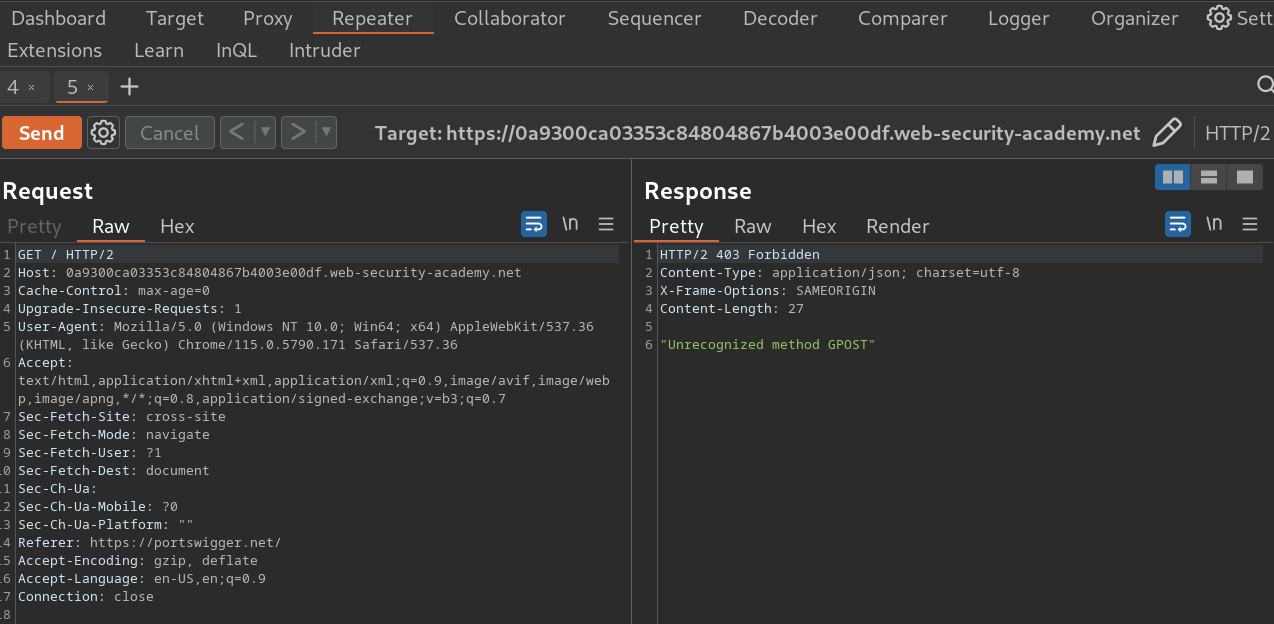 Dashboard Target Proxy Repeater Collaborator Sequencer Decoder Comparer Logger Organizer Sett
Extensions Learn InQL Intruder
4 × 5 × +
Send Cancel < > Target: https://0a9300ca03353c84804867b4003e00df.web-security-academy.net HTTP/2
Request
Pretty Raw Hex \n
1 GET / HTTP/2
2 Host: 0a9300ca03353c84804867b4003e00df.web-security-academy.net
3 Cache-Control: max-age=0
4 Upgrade-Insecure-Requests: 1
5 User-Agent: Mozilla/5.0 (Windows NT 10.0; Win64; x64) AppleWebKit/537.36
(KHTML, like Gecko) Chrome/115.0.5790.171 Safari/537.36
6 Accept:
text/html,application/xhtml+xml,application/xml;q=0.9,image/avif,image/web
p,image/apng,*/*;q=0.8,application/signed-exchange;v=b3;q=0.7
7 Sec-Fetch-Site: cross-site
8 Sec-Fetch-Mode: navigate
9 Sec-Fetch-User: ?1
10 Sec-Fetch-Dest: document
11 Sec-Ch-Ua:
12 Sec-Ch-Ua-Mobile: ?0
13 Sec-Ch-Ua-Platform: ""
14 Referer: https://portswigger.net/
15 Accept-Encoding: gzip, deflate
16 Accept-Language: en-US,en;q=0.9
17 Connection: close
18
Response
Pretty Raw Hex Render \n
1 HTTP/2 403 Forbidden
2 Content-Type: application/json; charset=utf-8
3 X-Frame-Options: SAMEORIGIN
4 Content-Length: 27
5
6 "Unrecognized method GPOST"